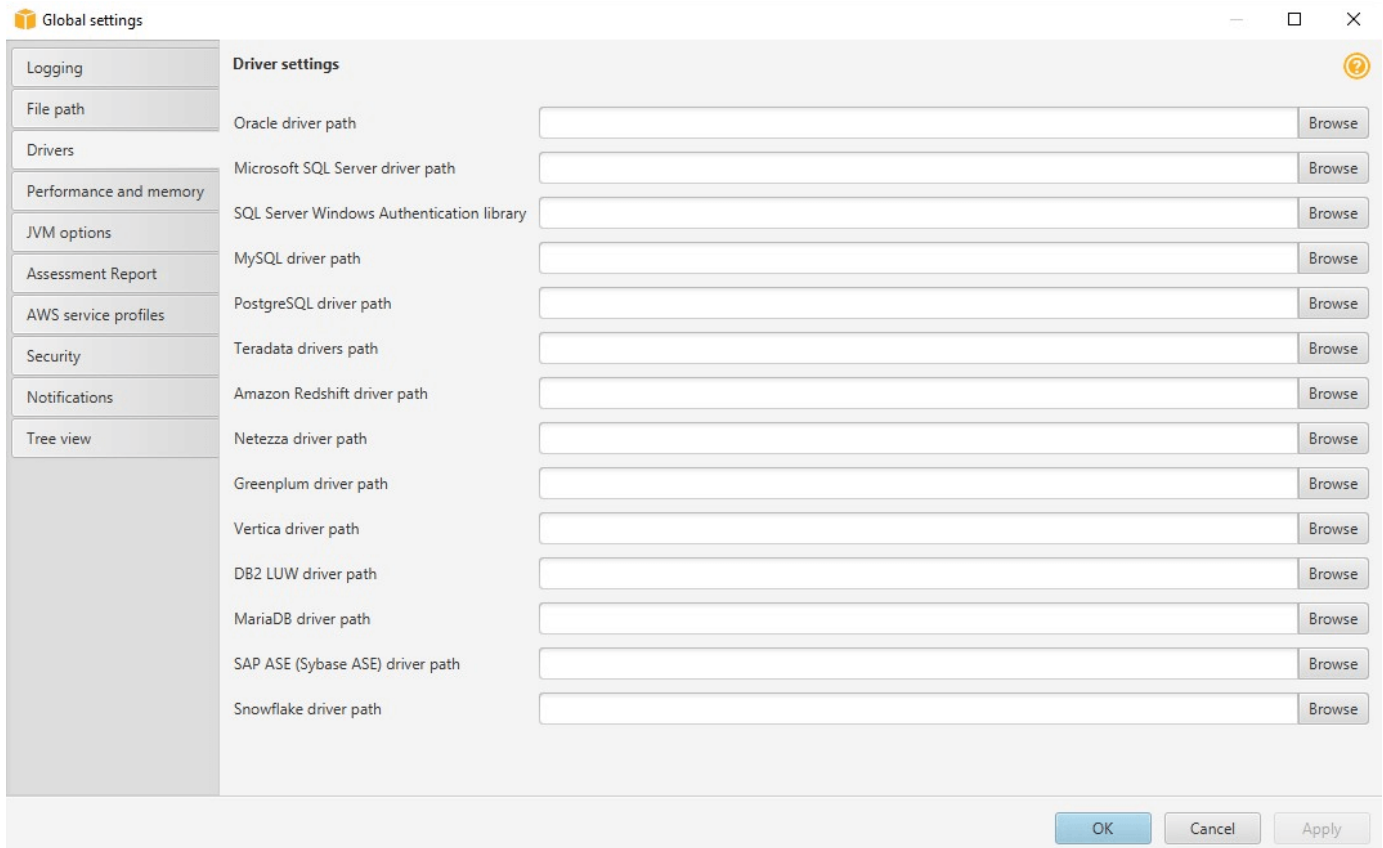 Global settings
Logging
File path
Drivers
Performance and memory
JVM options
Assessment Report
AWS service profiles
Security
Notifications
Tree view
Driver settings
?
Oracle driver path Browse
Microsoft SQL Server driver path Browse
SQL Server Windows Authentication library Browse
MySQL driver path Browse
PostgreSQL driver path Browse
Teradata drivers path Browse
Amazon Redshift driver path Browse
Netezza driver path Browse
Greenplum driver path Browse
Vertica driver path Browse
DB2 LUW driver path Browse
MariaDB driver path Browse
SAP ASE (Sybase ASE) driver path Browse
Snowflake driver path Browse
OK Cancel Apply